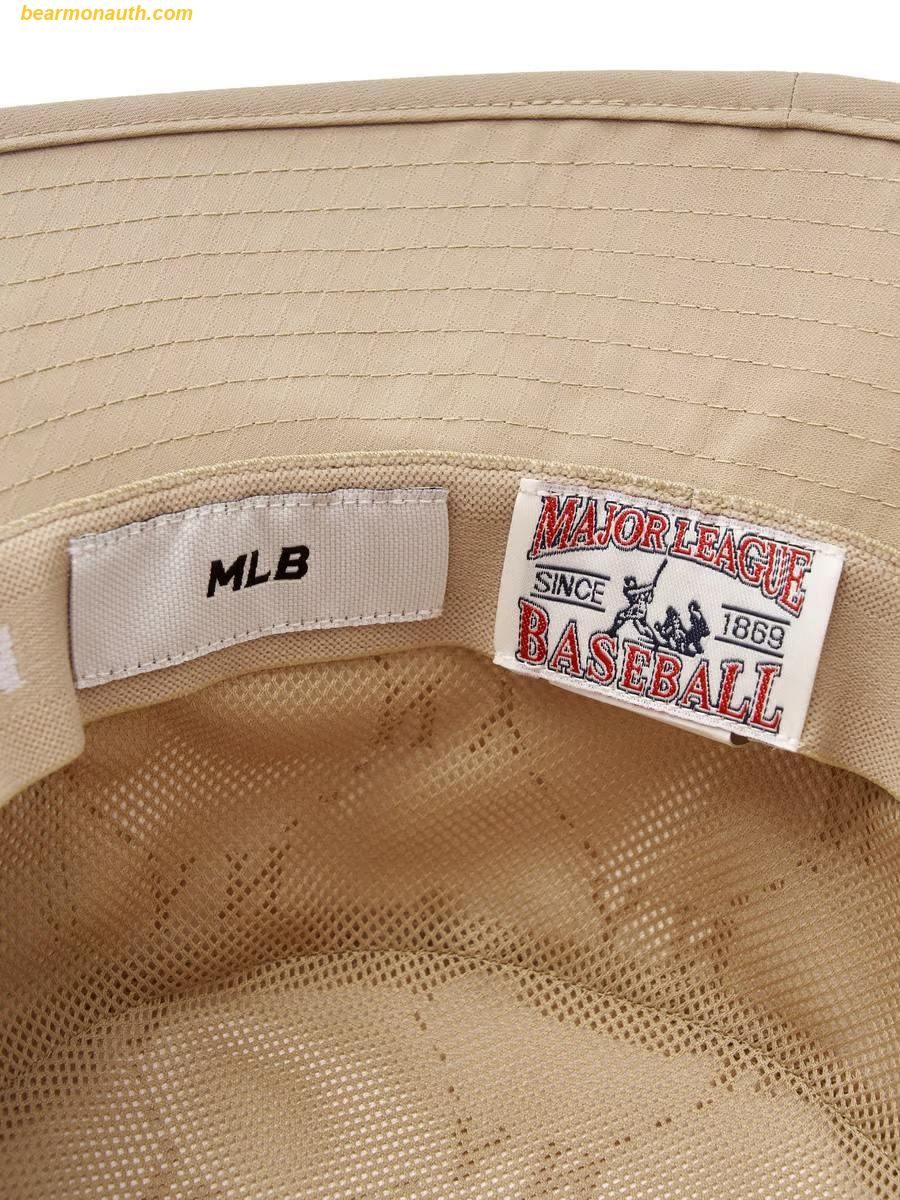 bearmonauth.com
MLB
MAJOR LEAGUE
SINCE
1869
BASEBALL